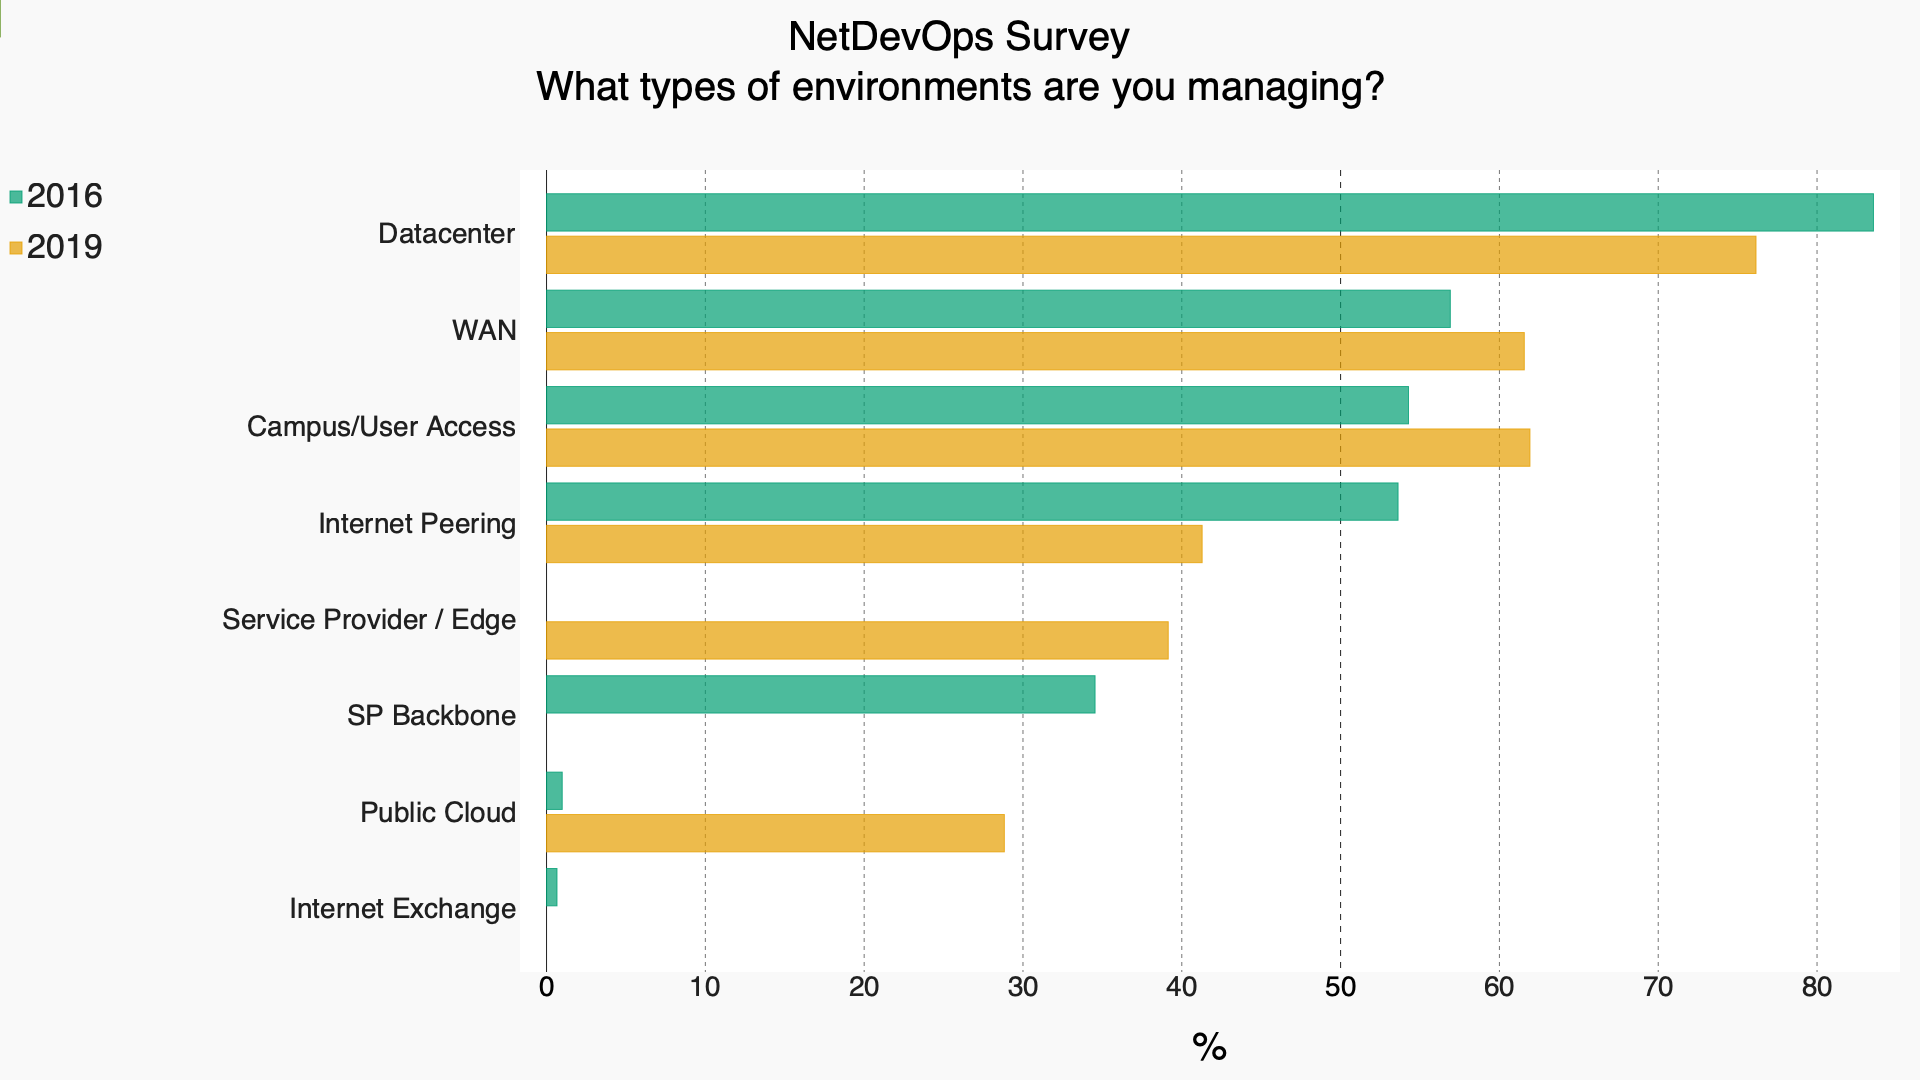 NetDevOps Survey
What types of environments are you managing?
2016
2019
Datacenter
WAN
Campus/User Access
Internet Peering
Service Provider / Edge
SP Backbone
Public Cloud
Internet Exchange
0 10 20 30 40 50 60 70 80
%